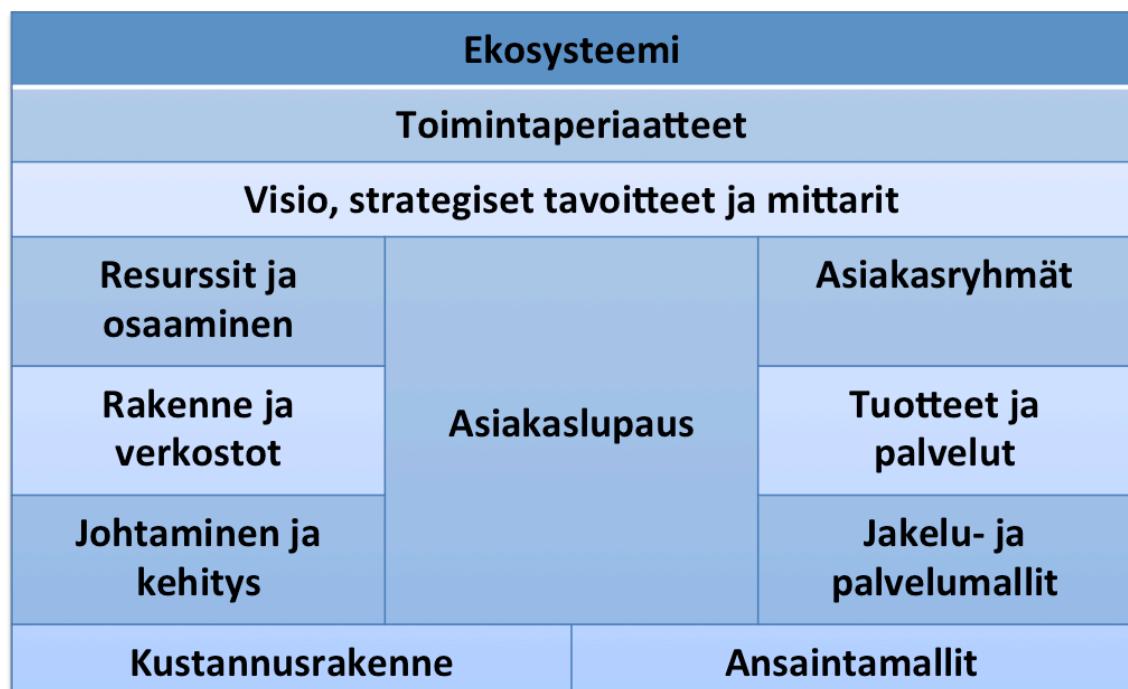 Ekosysteemi
Toimintaperiaatteet
Visio, strategiset tavoitteet ja mittarit
Resurssit ja
osaaminen
Asiakasryhmät
Rakenne ja
verkostot
Asiakaslupaus
Tuotteet ja
palvelut
Johtaminen ja
kehitys
Jakelu- ja
palvelumallit
Kustannusrakenne
Ansaintamallit